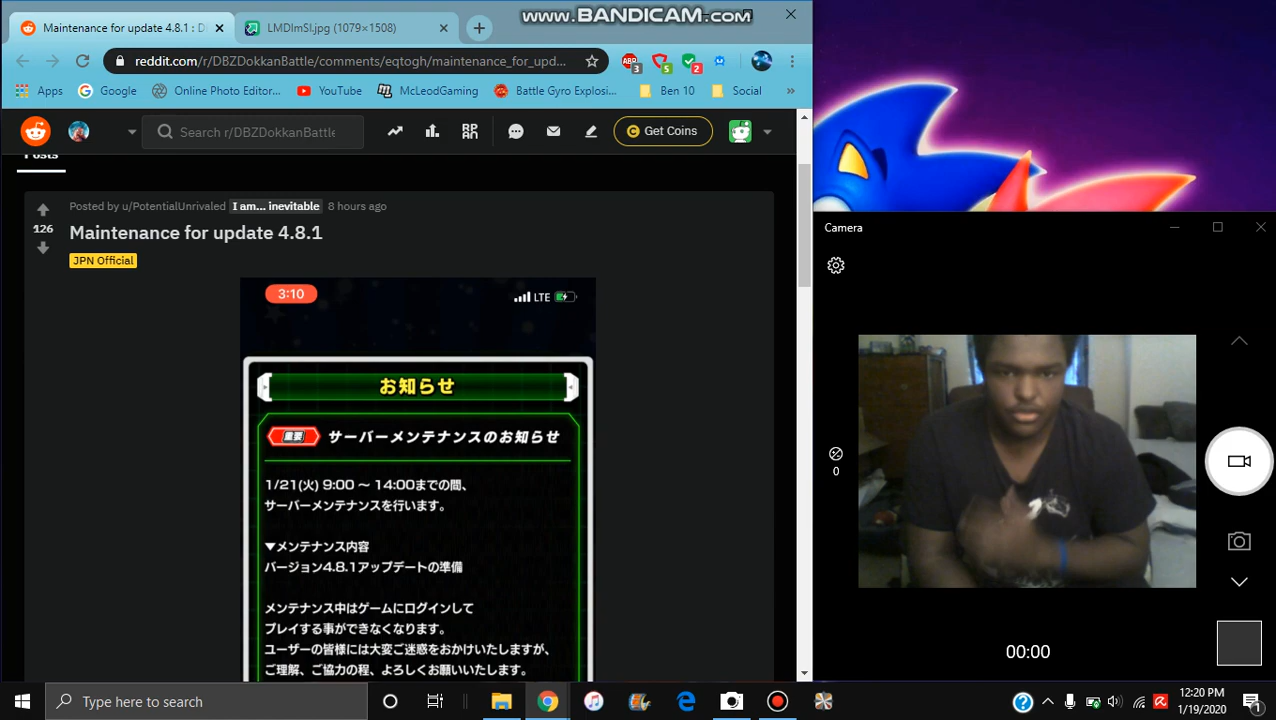 www.BANDICAM.com
Maintenance for update 4.8.1 : D
LMDImSI.jpg (1079×1508)
reddit.com/r/DBZDokkanBattle/comments/eqtogh/maintenance_for_upd...
3
5
2
Apps
Google
Online Photo Editor...
YouTube
McLeodGaming
Battle Gyro Explosi...
Ben 10
Social
»
Search r/DBZDokkanBattle
Get Coins
Posts
Posted by u/PotentialUnrivaled I am... inevitable 8 hours ago
126
Maintenance for update 4.8.1
JPN Official
3:10
LTE
お知らせ
重要 サーバーメンテナンスのお知らせ
1/21(火) 9:00 ～ 14:00までの間、
サーバーメンテナンスを行います。
▼メンテナンス内容
バージョン4.8.1アップデートの準備
メンテナンス中はゲームにログインして
プレイする事ができなくなります。
ユーザーの皆様には大変ご迷惑をおかけいたしますが、
ご理解、ご協力の程、よろしくお願いいたします。
Camera
0
00:00
Type here to search
12:20 PM
1/19/2020
1